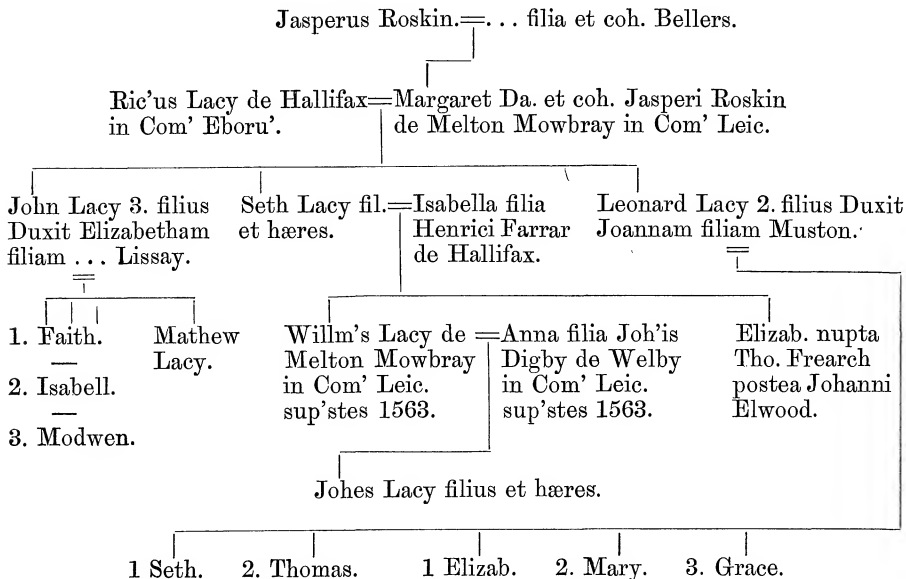 Jasperus Roskin.=. . . filia et coh. Bellers.
Ric'us Lacy de Hallifax=Margaret Da. et coh. Jasperi Roskin
in Com' Eboru'.
de Melton Mowbray in Com' Leic.
John Lacy 3. filius
Duxit Elizabetham
filiam . . . Lissay.
Seth Lacy fil.=Isabella filia
et hæres.
Henrici Farrar
de Hallifax.
Leonard Lacy 2. filius Duxit
Joannam filiam Muston.
1. Faith.
2. Isabell.
3. Modwen.
Mathew
Lacy.
Willm's Lacy de
Melton Mowbray
in Com' Leic.
sup'stes 1563.
=Anna filia Joh'is
Digby de Welby
in Com' Leic.
sup'stes 1563.
Elizab. nupta
Tho. Frearch
postea Johanni
Elwood.
Johes Lacy filius et hæres.
1 Seth. 2. Thomas. 1 Elizab. 2. Mary. 3. Grace.